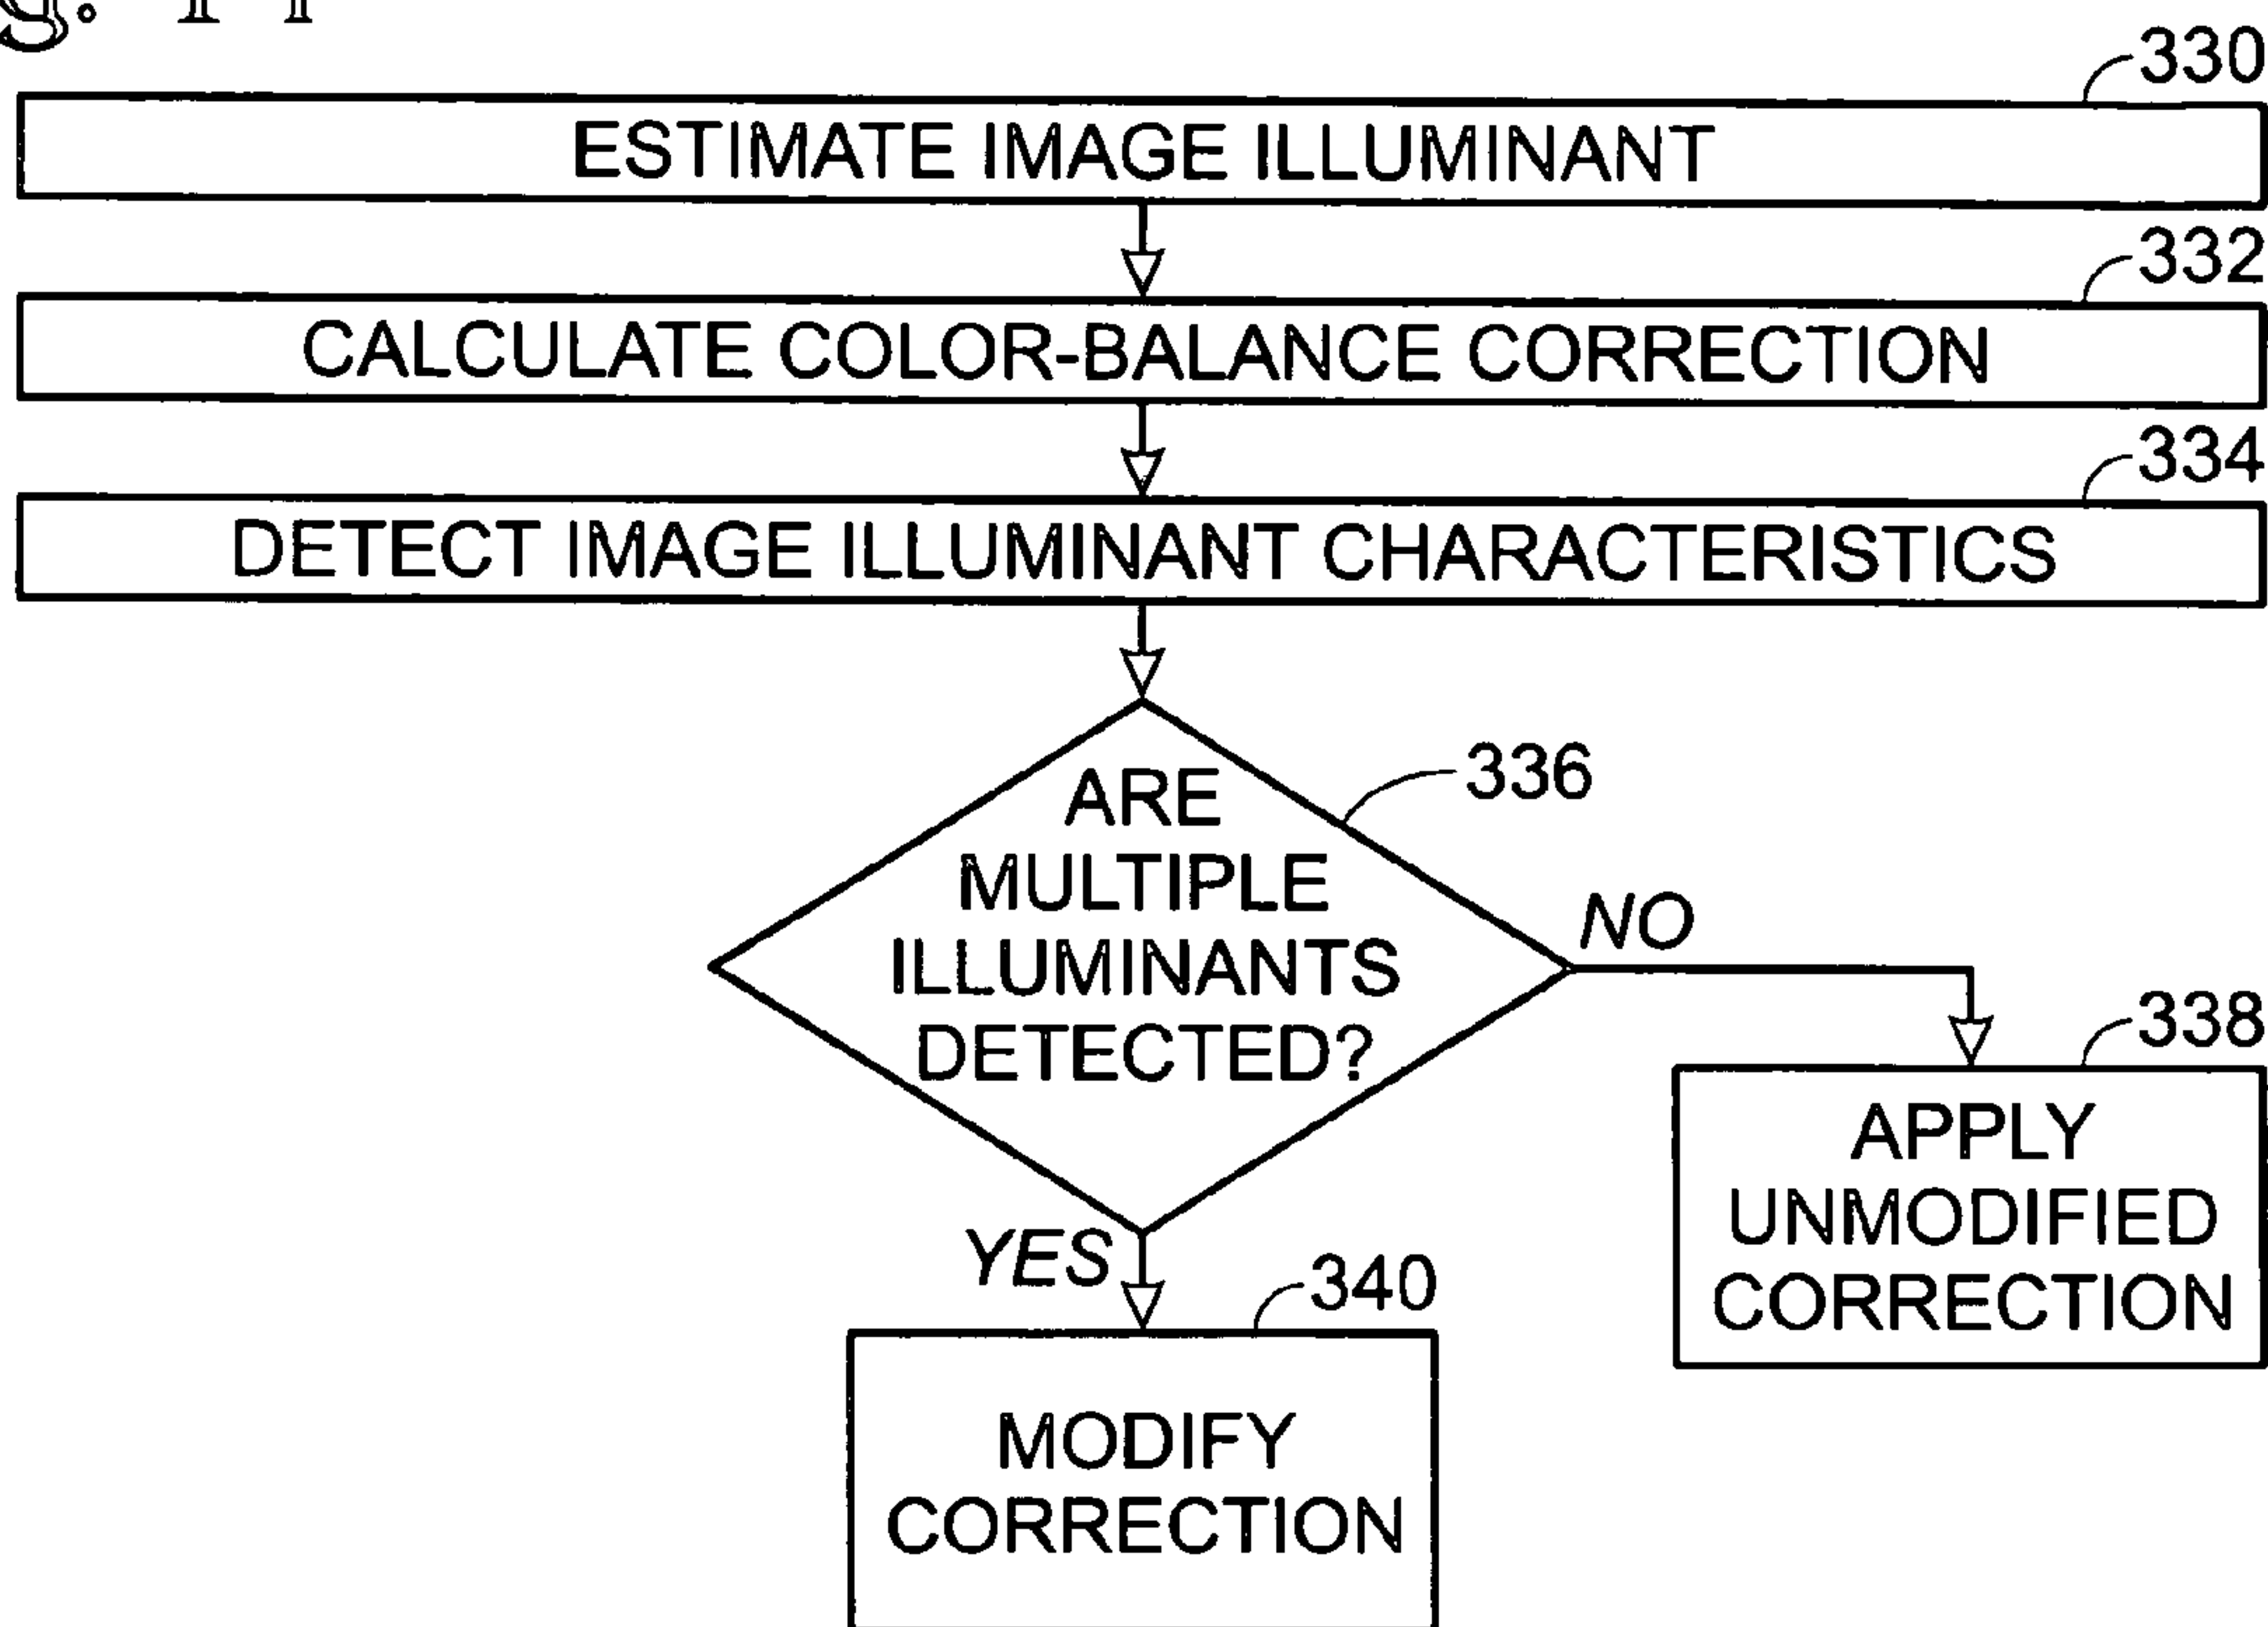 330
ESTIMATE IMAGE ILLUMINANT
332
CALCULATE COLOR-BALANCE CORRECTION
334
DETECT IMAGE ILLUMINANT CHARACTERISTICS
336
ARE
MULTIPLE
ILLUMINANTS
DETECTED?
NO
338
APPLY
UNMODIFIED
CORRECTION
YES
340
MODIFY
CORRECTION